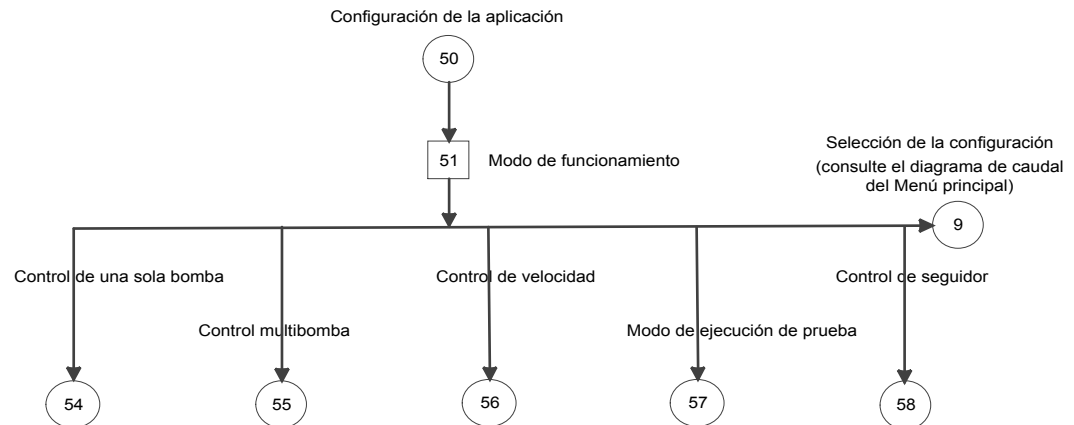 Configuración de la aplicación
50
51
Modo de funcionamiento
Selección de la configuración
(consulte el diagrama de caudal
del Menú principal)
9
Control de una sola bomba
Control de velocidad
Control de seguidor
Control multibomba
Modo de ejecución de prueba
54
55
56
57
58